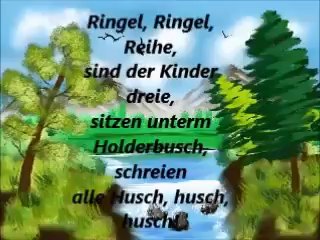 Ringel, Ringel,
Reihe,
sind der Kinder
dreie,
sitzen unterm
Holderbusch,
schreien
alle Husch, husch,
husch!